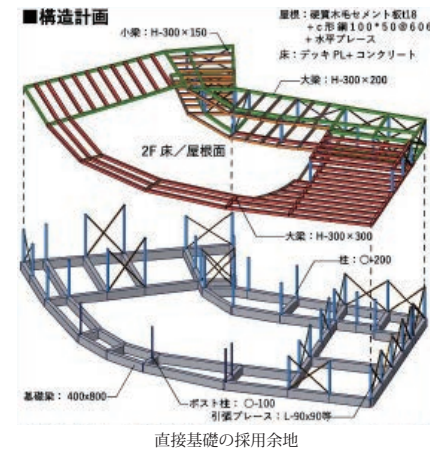 ■構造計画
屋根：硬質木毛セメント板t18
+c形鋼100*50@606
+水平ブレース
床：デッキPL+コンクリート
小梁：H-300×150
大梁：H-300×200
2F床／屋根面
大梁：H-300×300
柱：○-200
基礎梁：400x800
ポスト柱：○-100
引張ブレース：L-90x90等
直接基礎の採用余地